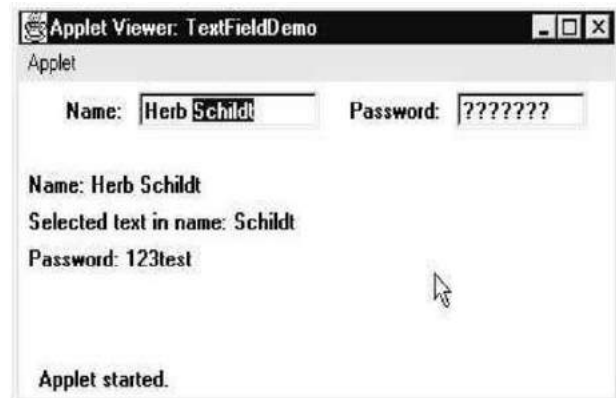 Applet Viewer: TextFieldDemo
Applet
Name: Herb Schildt Password: ???????
Name: Herb Schildt
Selected text in name: Schildt
Password: 123test
Applet started.